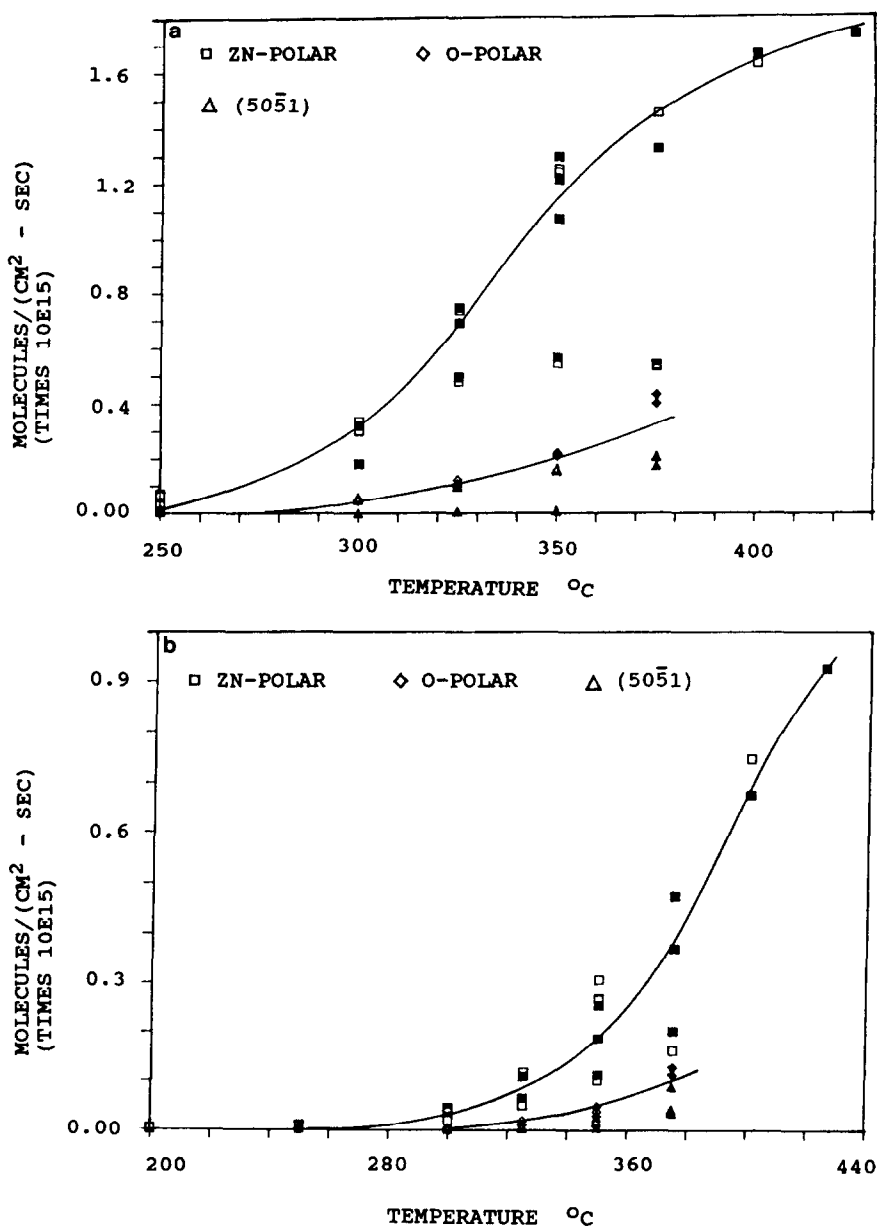 a
ZN-POLAR O-POLAR
(505̄1)
1.6
1.2
0.8
0.4
0.00
MOLECULES/(CM² - SEC)
(TIMES 10E15)
250 300 350 400
TEMPERATURE °C
b
ZN-POLAR O-POLAR (505̄1)
0.9
0.6
0.3
0.00
MOLECULES/(CM² - SEC)
(TIMES 10E15)
200 280 360 440
TEMPERATURE °C